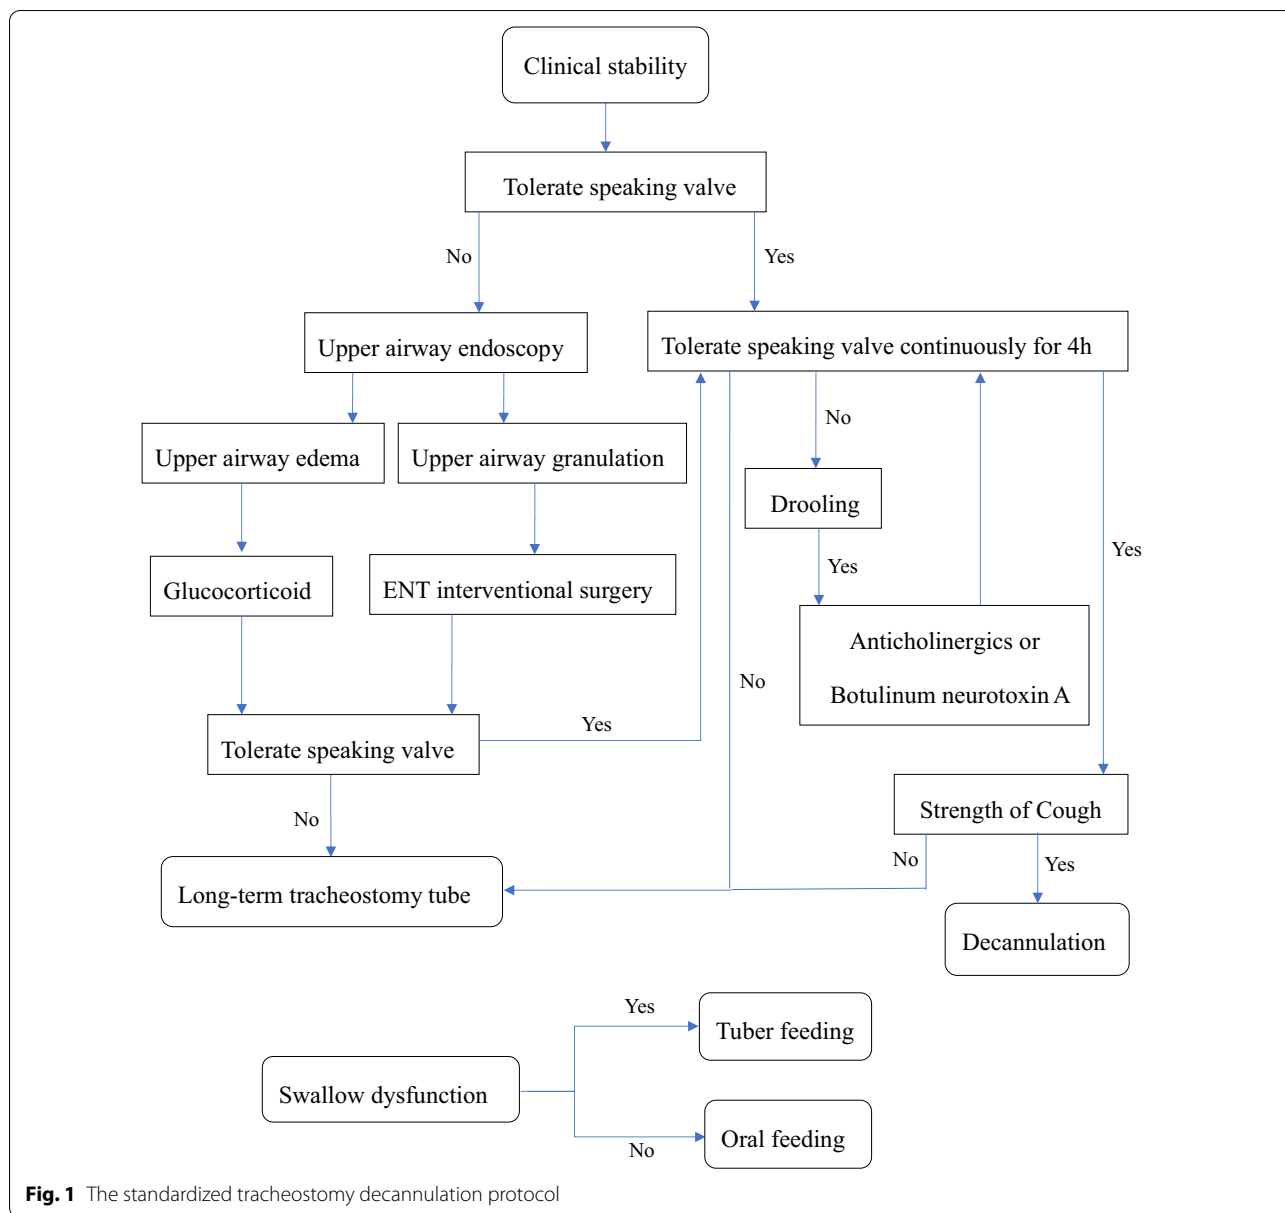 Clinical stability
Tolerate speaking valve
No
Yes
Upper airway endoscopy
Tolerate speaking valve continuously for 4h
Upper airway edema
Upper airway granulation
No
Drooling
Yes
Yes
Glucocorticoid
ENT interventional surgery
Anticholinergics or
Botulinum neurotoxin A
No
Tolerate speaking valve
Yes
No
Strength of Cough
No
Yes
Long-term tracheostomy tube
Decannulation
Yes
Tuber feeding
Swallow dysfunction
No
Oral feeding
Fig. 1 The standardized tracheostomy decannulation protocol